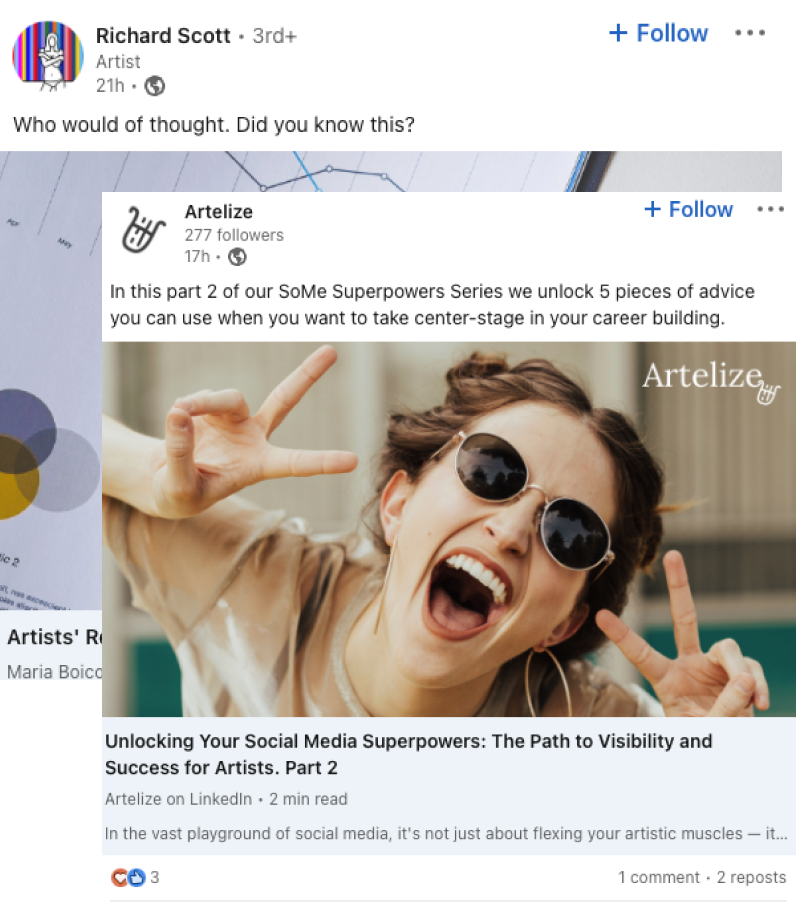 Richard Scott • 3rd+
+ Follow
Artist
21h •
Who would of thought. Did you know this?
Apr
May
Artelize
+ Follow
277 followers
17h •
In this part 2 of our SoMe Superpowers Series we unlock 5 pieces of advice
you can use when you want to take center-stage in your career building.
Artelize
ic 2
Artists' R
Maria Boico
Unlocking Your Social Media Superpowers: The Path to Visibility and
Success for Artists. Part 2
Artelize on LinkedIn • 2 min read
In the vast playground of social media, it's not just about flexing your artistic muscles — it...
3
1 comment • 2 reposts